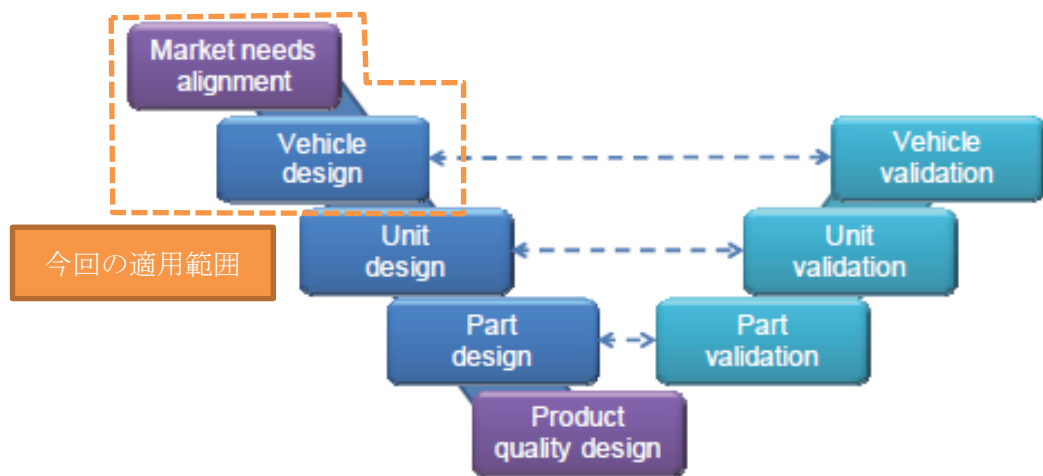 Market needs
alignment
Vehicle
design
Vehicle
validation
今回の適用範囲
Unit
design
Unit
validation
Part
design
Part
validation
Product
quality design